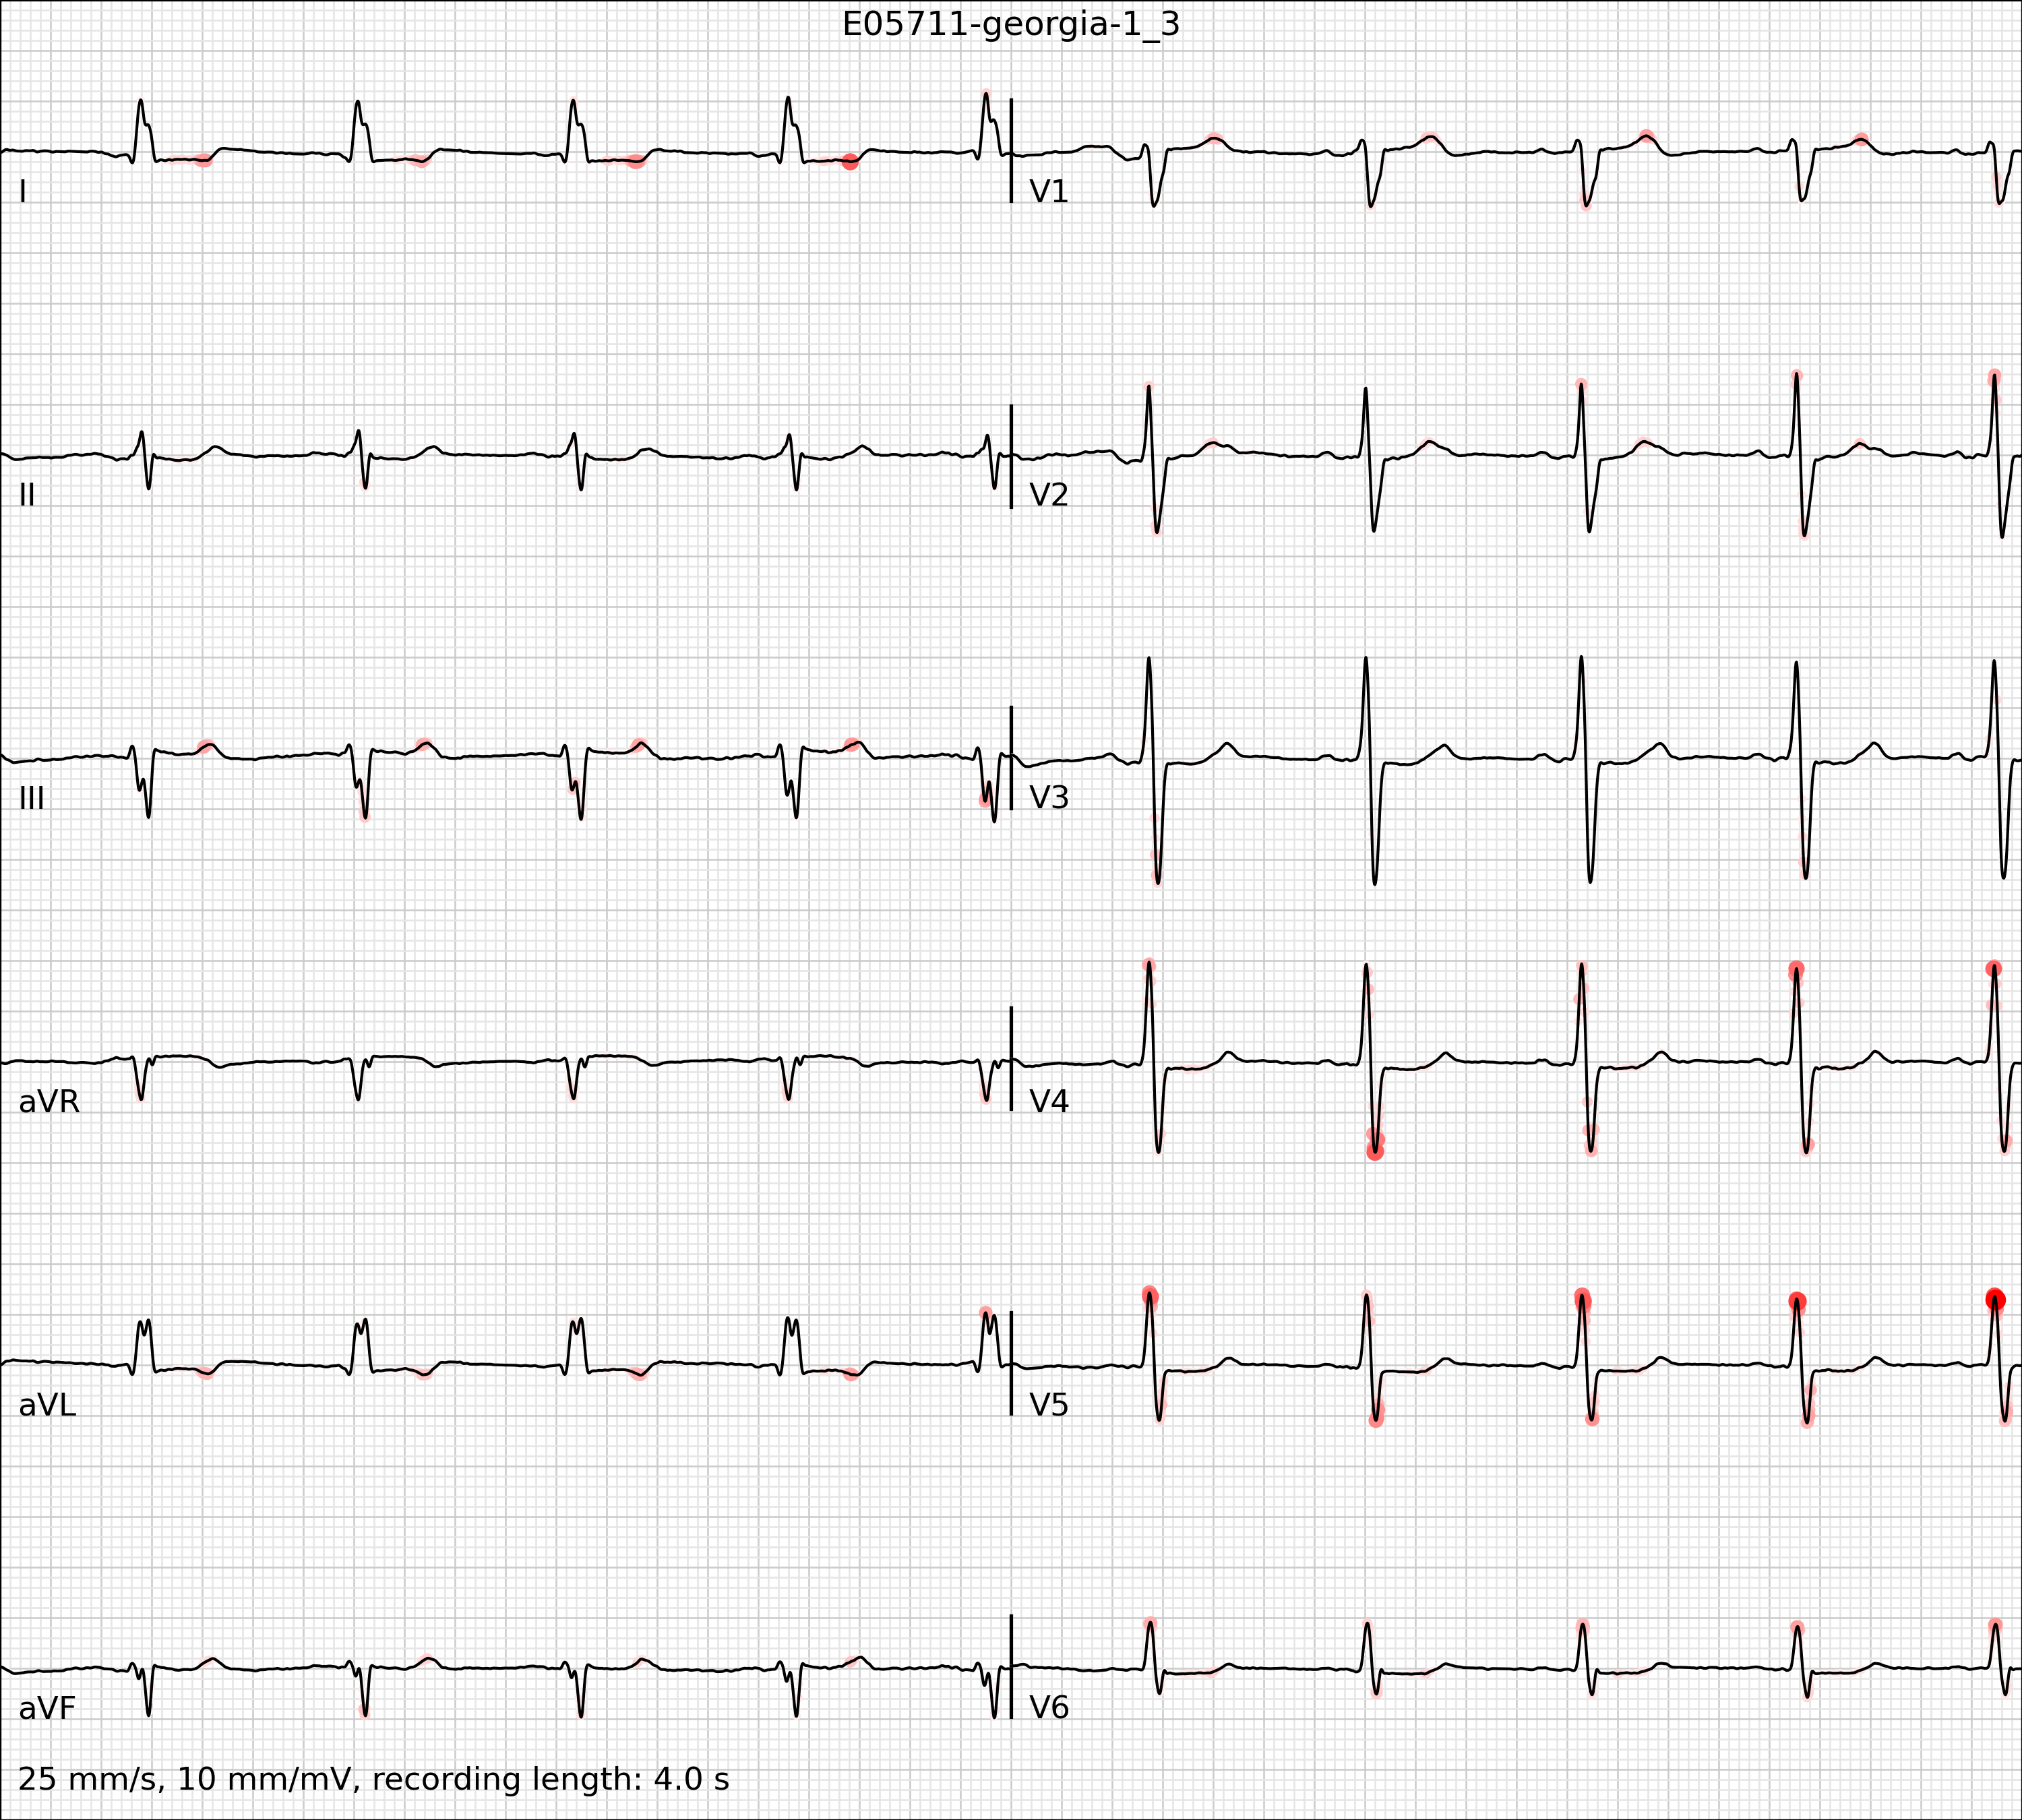 E05711-georgia-1_3
I
V1
II
V2
III
V3
aVR
V4
aVL
V5
aVF
V6
25 mm/s, 10 mm/mV, recording length: 4.0 s